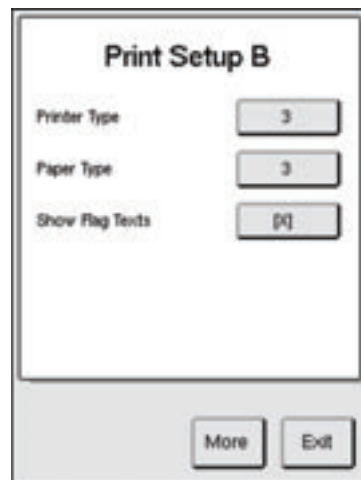 Print Setup B
Printer Type 3
Paper Type 3
Show Flag Texts [X]
More Exit